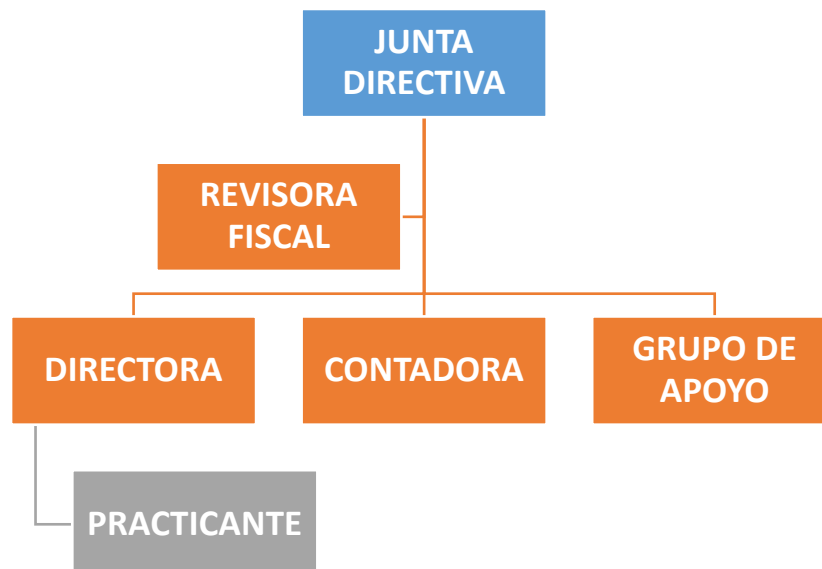 JUNTA
DIRECTIVA
REVISORA
FISCAL
DIRECTORA
CONTADORA
GRUPO DE
APOYO
PRACTICANTE